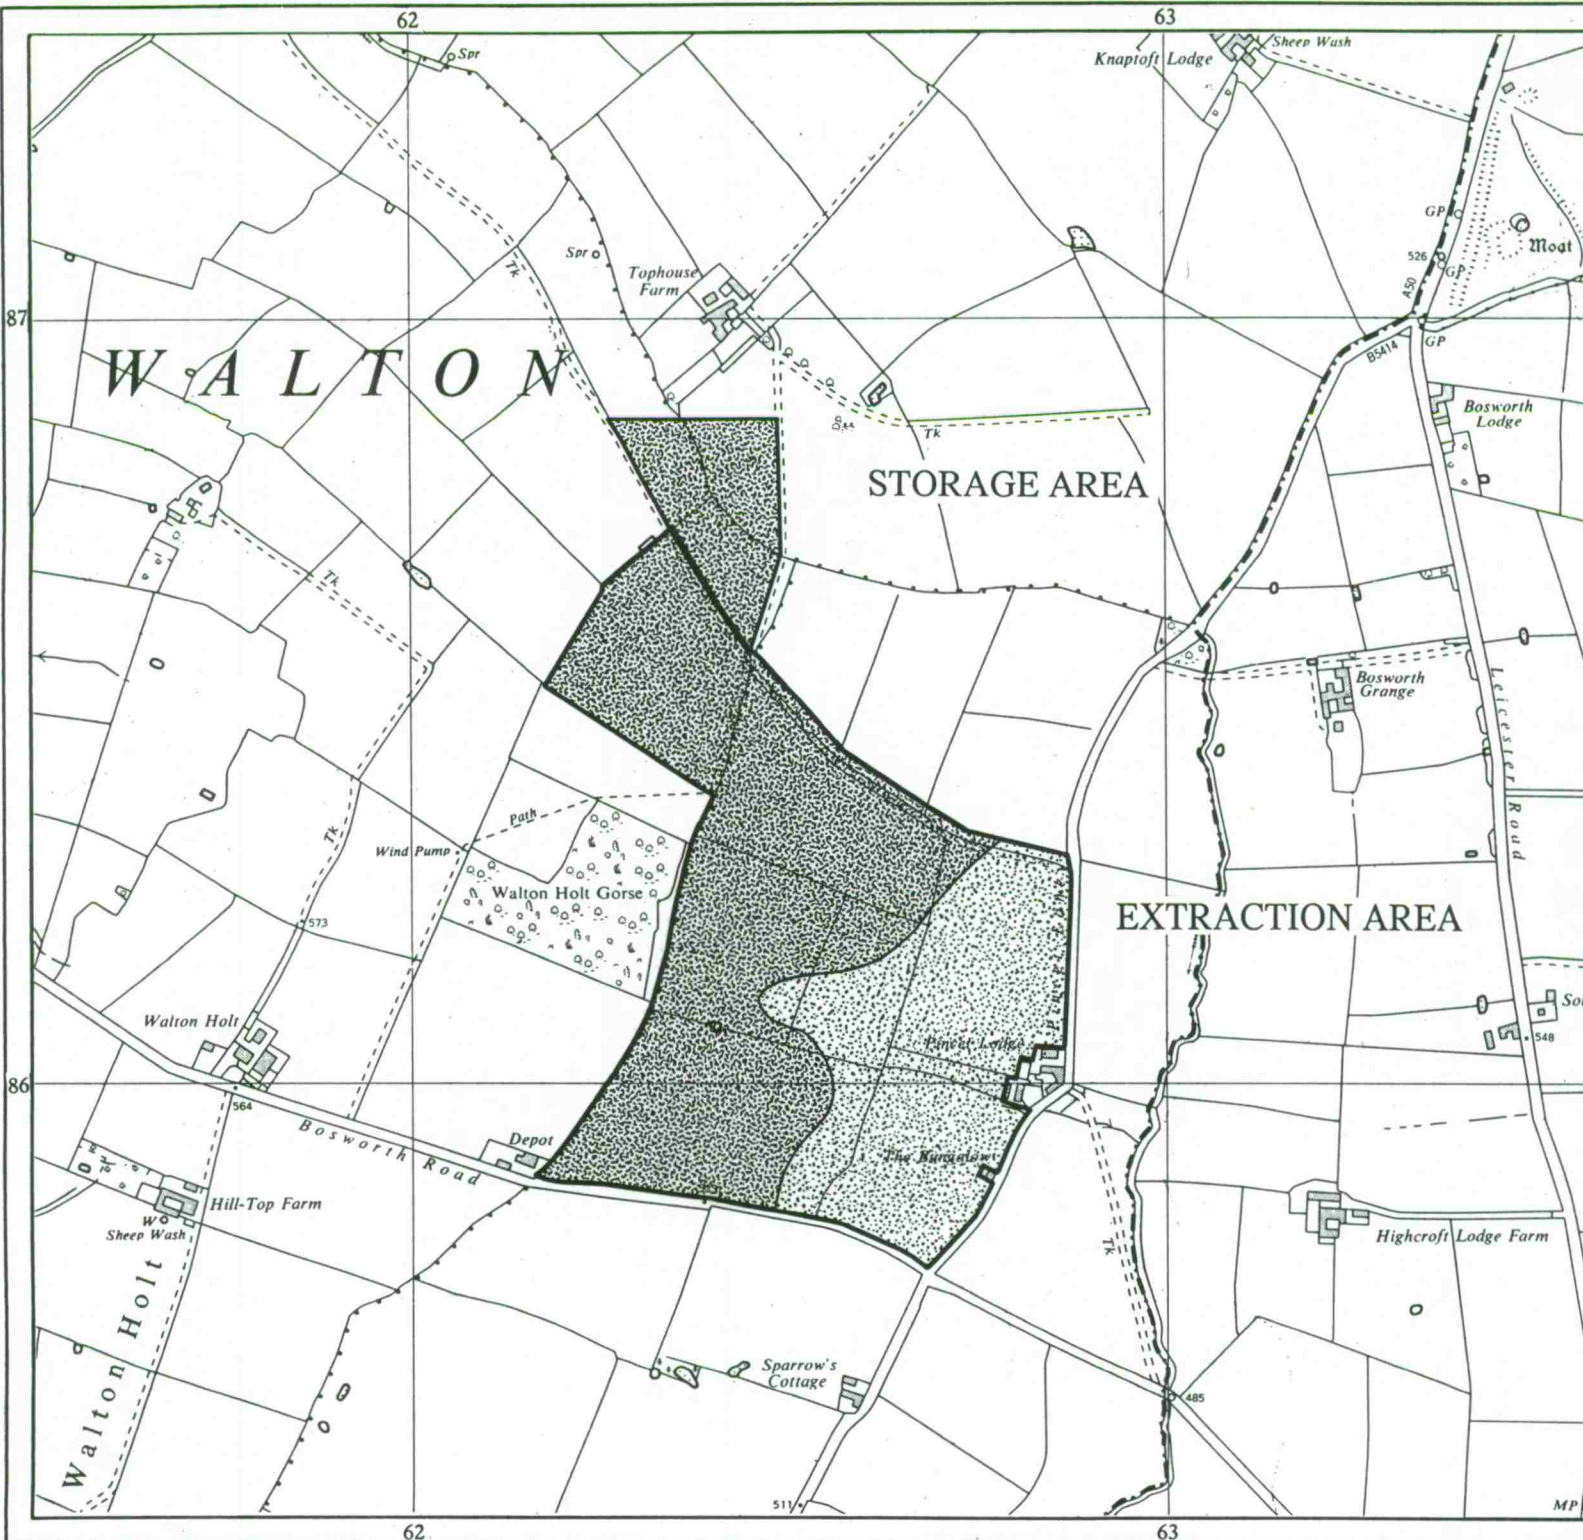 62
63
Spr
Knaptoft Lodge
Sheep Wash
GP
Moat
526
GP
Spr
Tk
Tophouse
Farm
A50
87
GP
B5414
WALTON
Bosworth
Lodge
Tk
STORAGE AREA
Tk
Bosworth
Grange
Leicester Road
Path
Tk
Wind Pump
Walton Holt Gorse
EXTRACTION AREA
573
Walton Holt
548
86
564
Bosworth Road
Depot
The Bungalow
Hill-Top Farm
W
Sheep Wash
Tk
Highcroft Lodge Farm
Walton Holt
Sparrow's
Cottage
485
511
MP
62
63